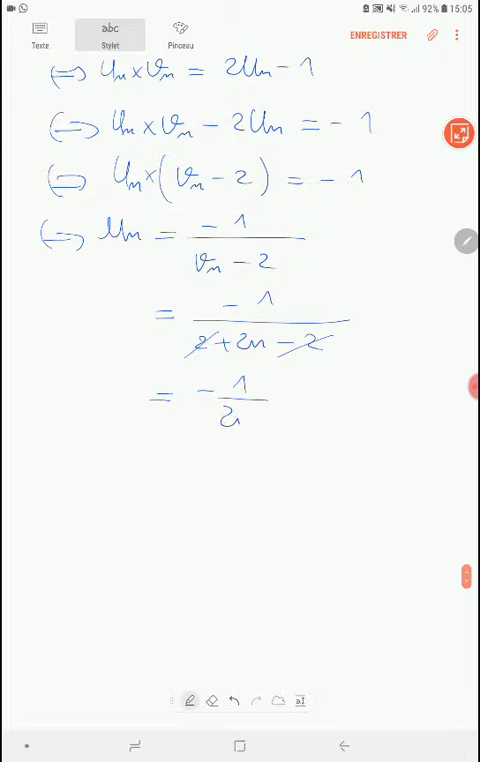 92% 15:05
abc
ENREGISTRER
Texte
Stylet
Pinceau
⇔ Un × Vn = 2Un - 1
⇔ Un × Vn - 2Un = - 1
⇔ Un × (Vn - 2) = - 1
⇔ Un = - 1 / Vn - 2
= - 1 / 2 + 2n - 2
= - 1 / 2